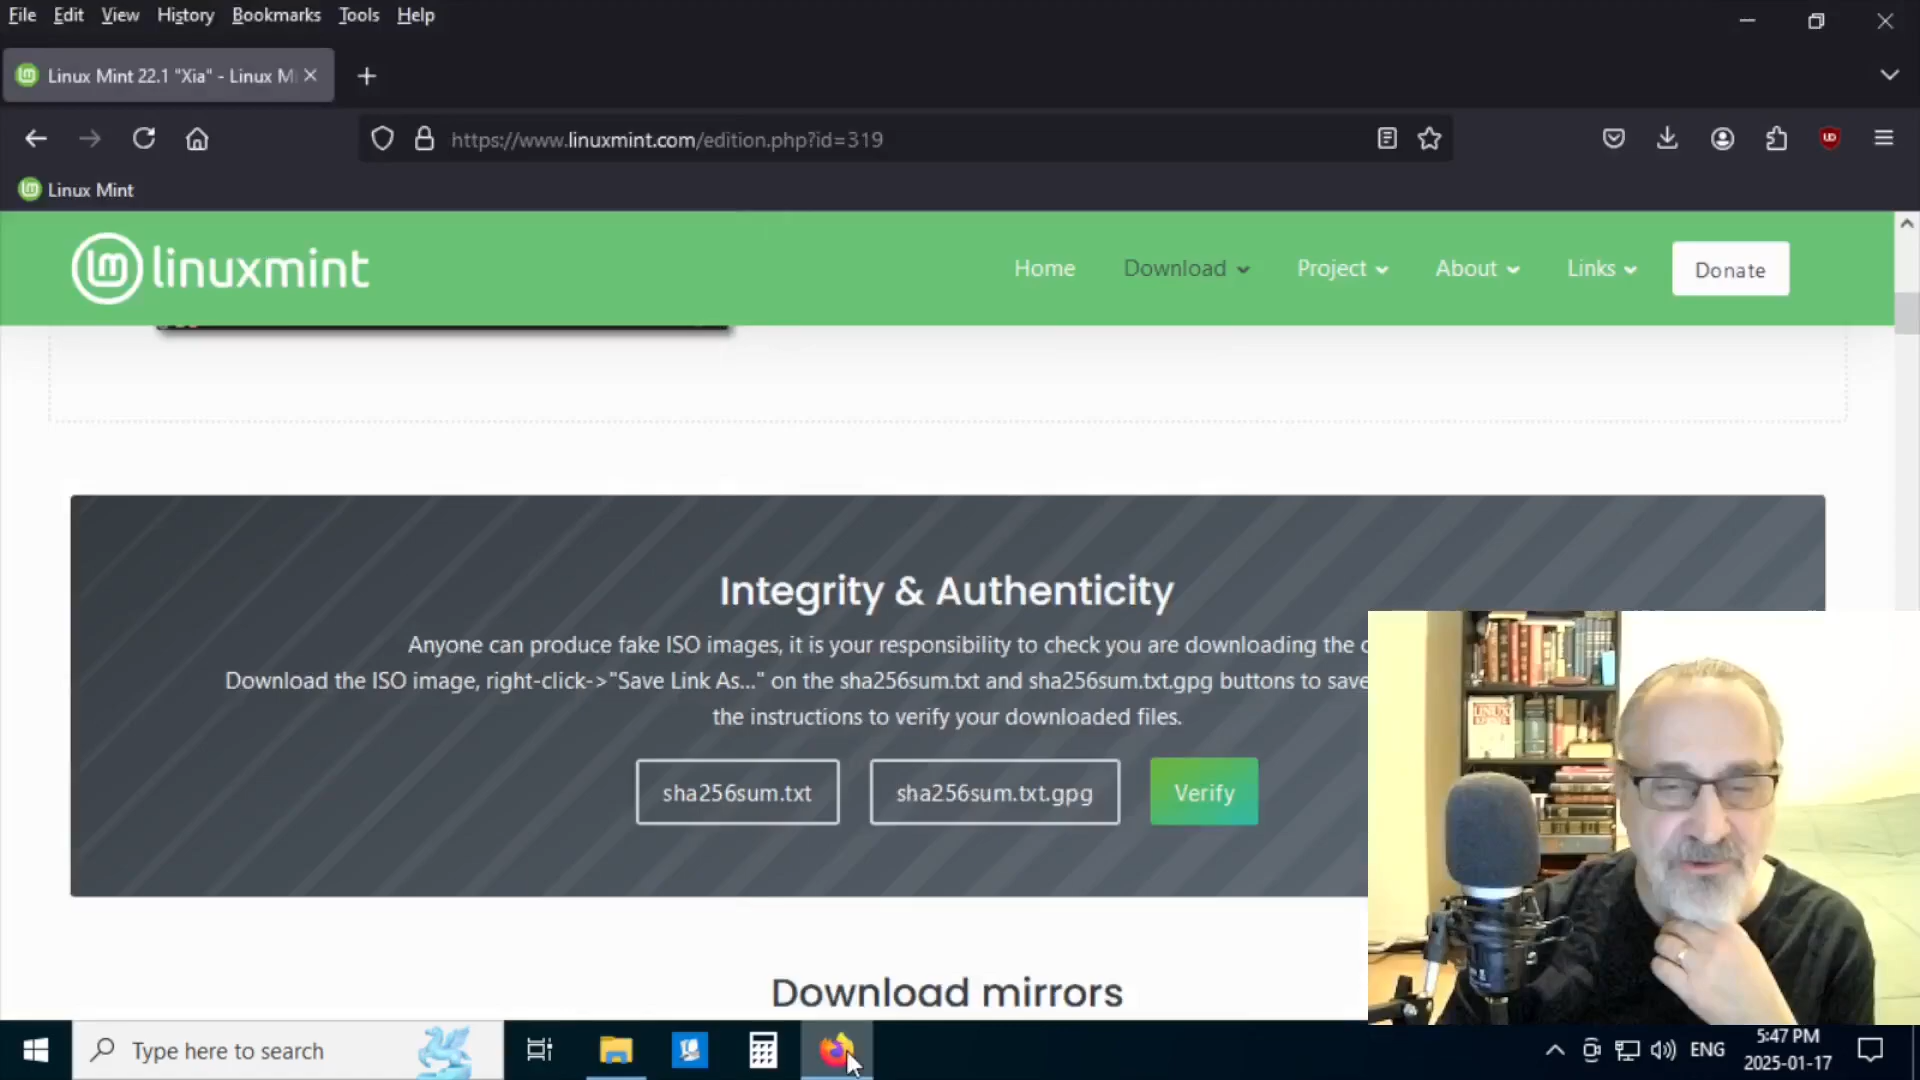 File Edit View History Bookmarks Tools Help
Linux Mint 22.1 "Xia" - Linux M
https://www.linuxmint.com/edition.php?id=319
Linux Mint
linuxmint
Home Download Project About Links Donate
Integrity & Authenticity
Anyone can produce fake ISO images, it is your responsibility to check you are downloading the
Download the ISO image, right-click->"Save Link As..." on the sha256sum.txt and sha256sum.txt.gpg buttons to save
the instructions to verify your downloaded files.
sha256sum.txt sha256sum.txt.gpg Verify
Download mirrors
Type here to search
ENG
5:47 PM
2025-01-17